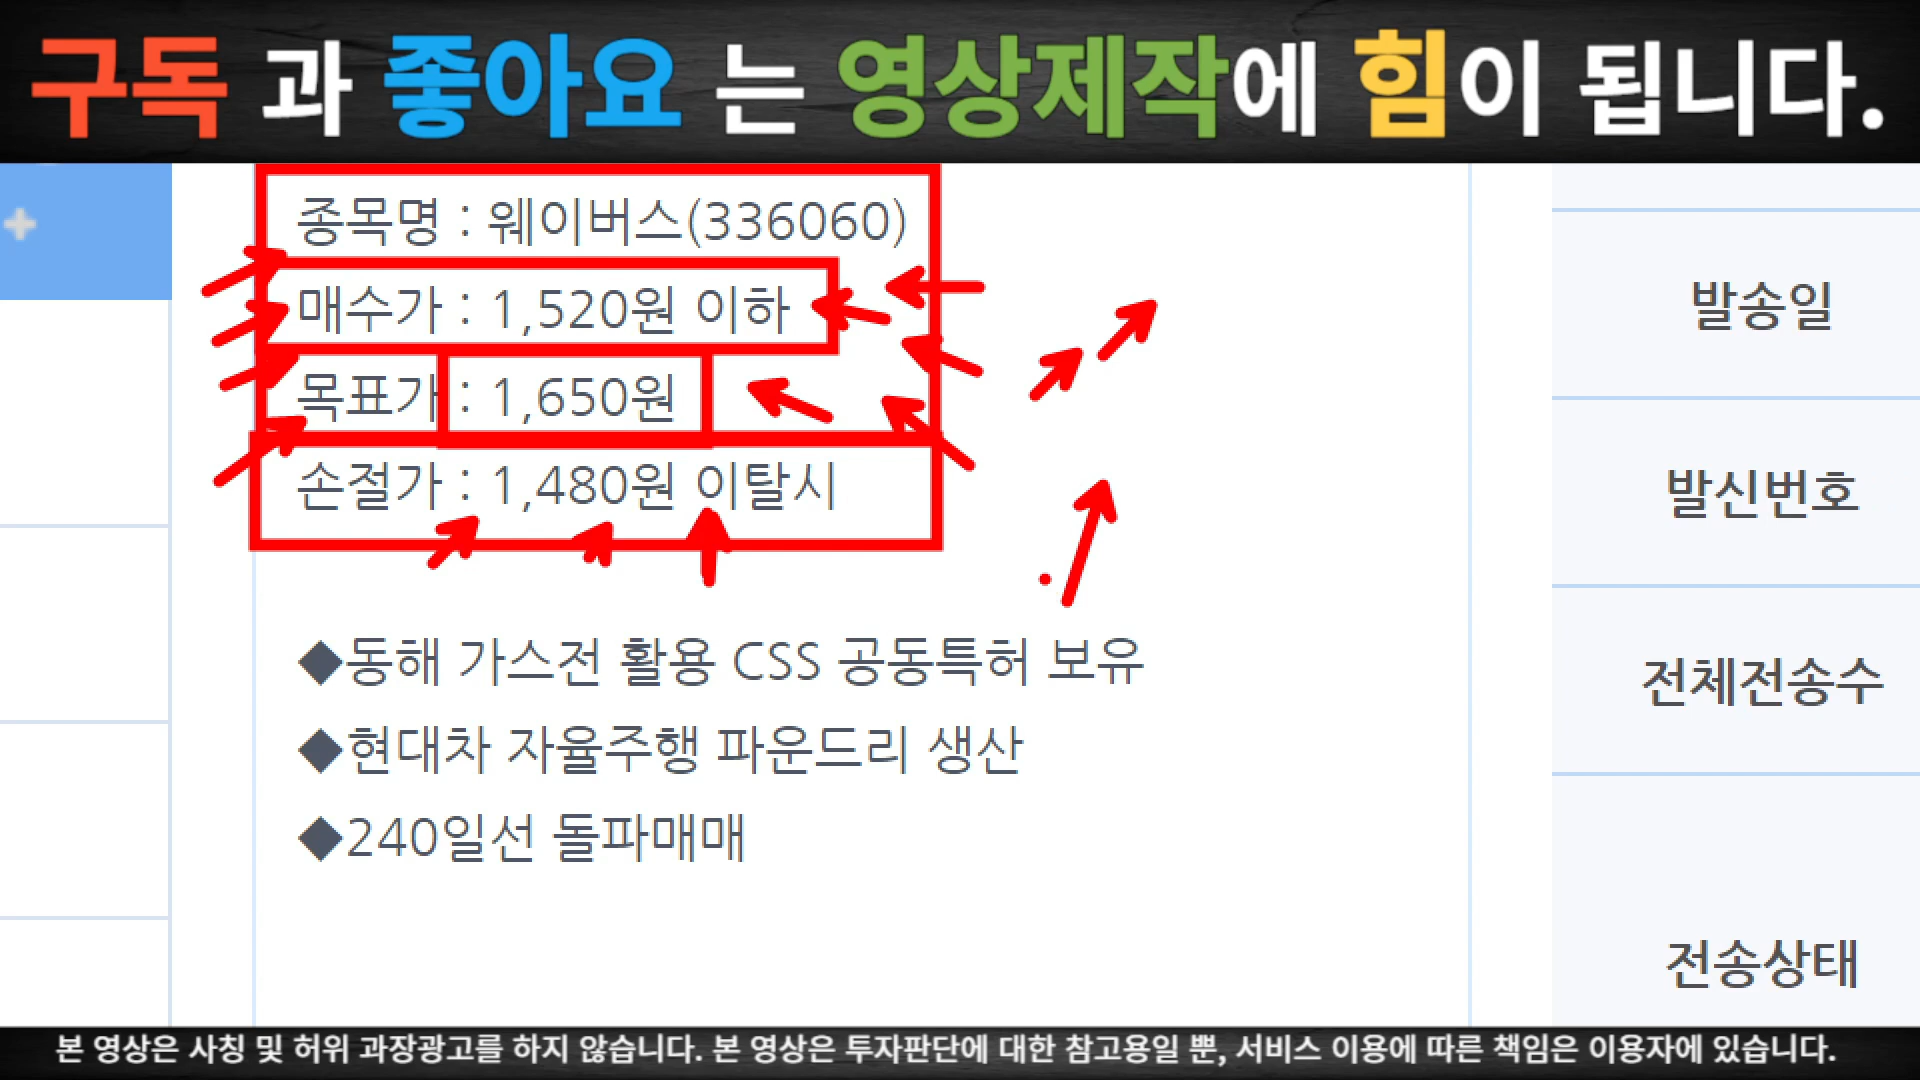 구독 과 좋아요 는 영상제작에 힘이 됩니다.
종목명 : 웨이버스(336060)
매수가 : 1,520원 이하
목표가 : 1,650원
손절가 : 1,480원 이탈시
◆동해 가스전 활용 CSS 공동특허 보유
◆현대차 자율주행 파운드리 생산
◆240일선 돌파매매
발송일
발신번호
전체전송수
전송상태
본 영상은 사칭 및 허위 과장광고를 하지 않습니다. 본 영상은 투자판단에 대한 참고용일 뿐, 서비스 이용에 따른 책임은 이용자에 있습니다.